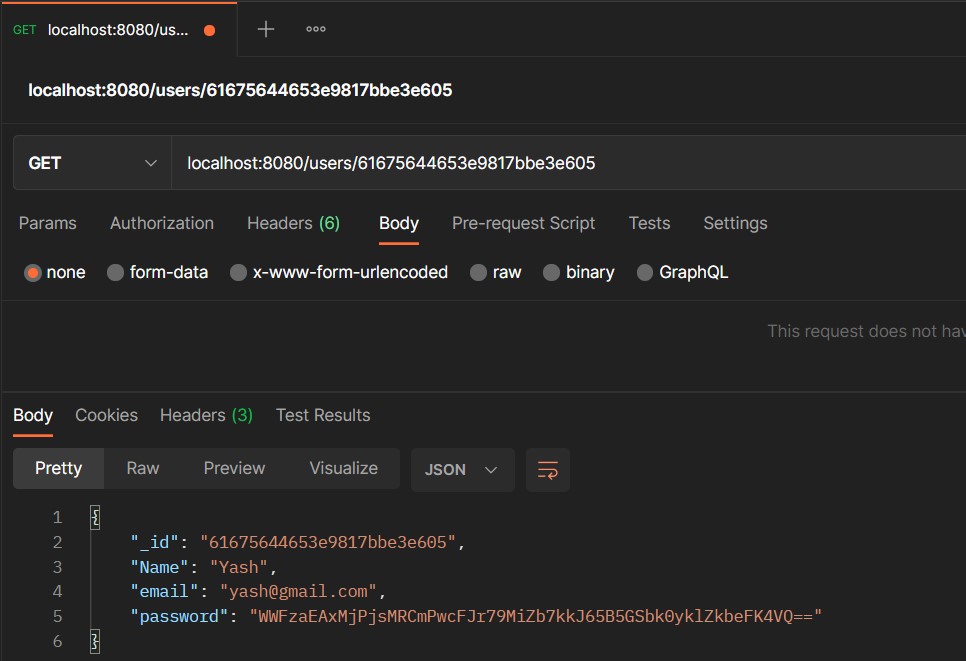 GET localhost:8080/us...
localhost:8080/users/61675644653e9817bbe3e605
GET localhost:8080/users/61675644653e9817bbe3e605
Params Authorization Headers (6) Body Pre-request Script Tests Settings
none form-data x-www-form-urlencoded raw binary GraphQL
This request does not hav
Body Cookies Headers (3) Test Results
Pretty Raw Preview Visualize JSON
1 {
2 "_id": "61675644653e9817bbe3e605",
3 "Name": "Yash",
4 "email": "yash@gmail.com",
5 "password": "WWFzaEAxMjPjsMRCmPwcFJr79MiZb7kkJ65B5GSbk0yklZkbeFK4VQ=="
6 }